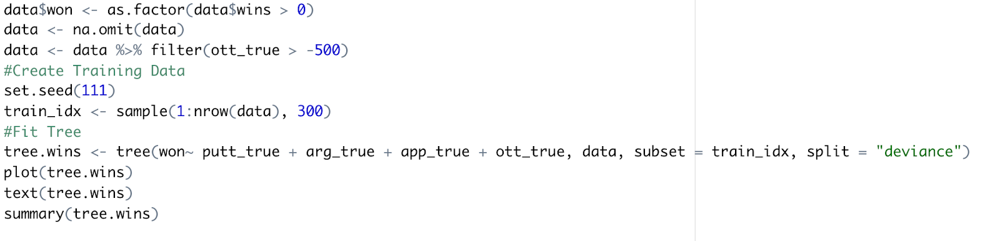 data$won <- as.factor(data$wins > 0)
data <- na.omit(data)
data <- data %>% filter(ott_true > -500)
#Create Training Data
set.seed(111)
train_idx <- sample(1:nrow(data), 300)
#Fit Tree
tree.wins <- tree(won~ putt_true + arg_true + app_true + ott_true, data, subset = train_idx, split = "deviance")
plot(tree.wins)
text(tree.wins)
summary(tree.wins)